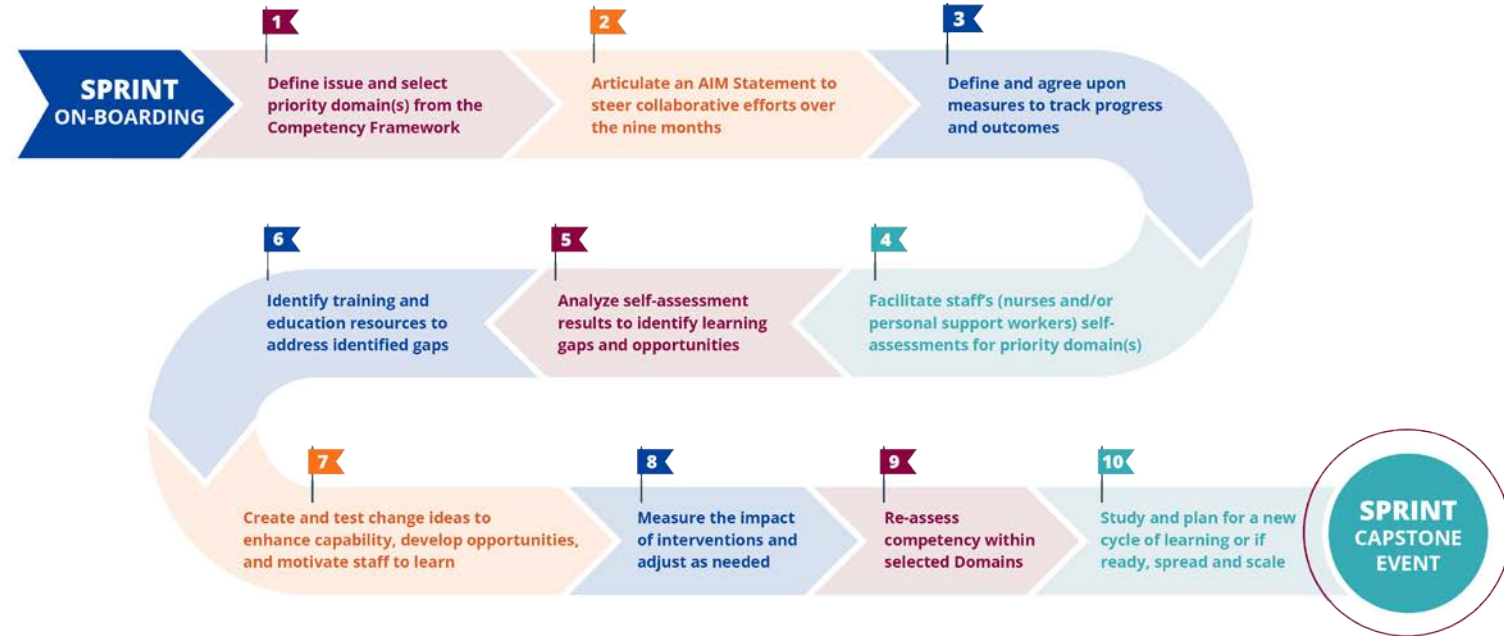 SPRINT
ON-BOARDING
1
Define issue and select
priority domain(s) from the
Competency Framework
2
Articulate an AIM Statement to
steer collaborative efforts over
the nine months
3
Define and agree upon
measures to track progress
and outcomes
4
Facilitate staff's (nurses and/or
personal support workers) self-
assessments for priority domain(s)
5
Analyze self-assessment
results to identify learning
gaps and opportunities
6
Identify training and
education resources to
address identified gaps
7
Create and test change ideas to
enhance capability, develop opportunities,
and motivate staff to learn
8
Measure the impact
of interventions and
adjust as needed
9
Re-assess
competency within
selected Domains
10
Study and plan for a new
cycle of learning or if
ready, spread and scale
SPRINT
CAPSTONE
EVENT